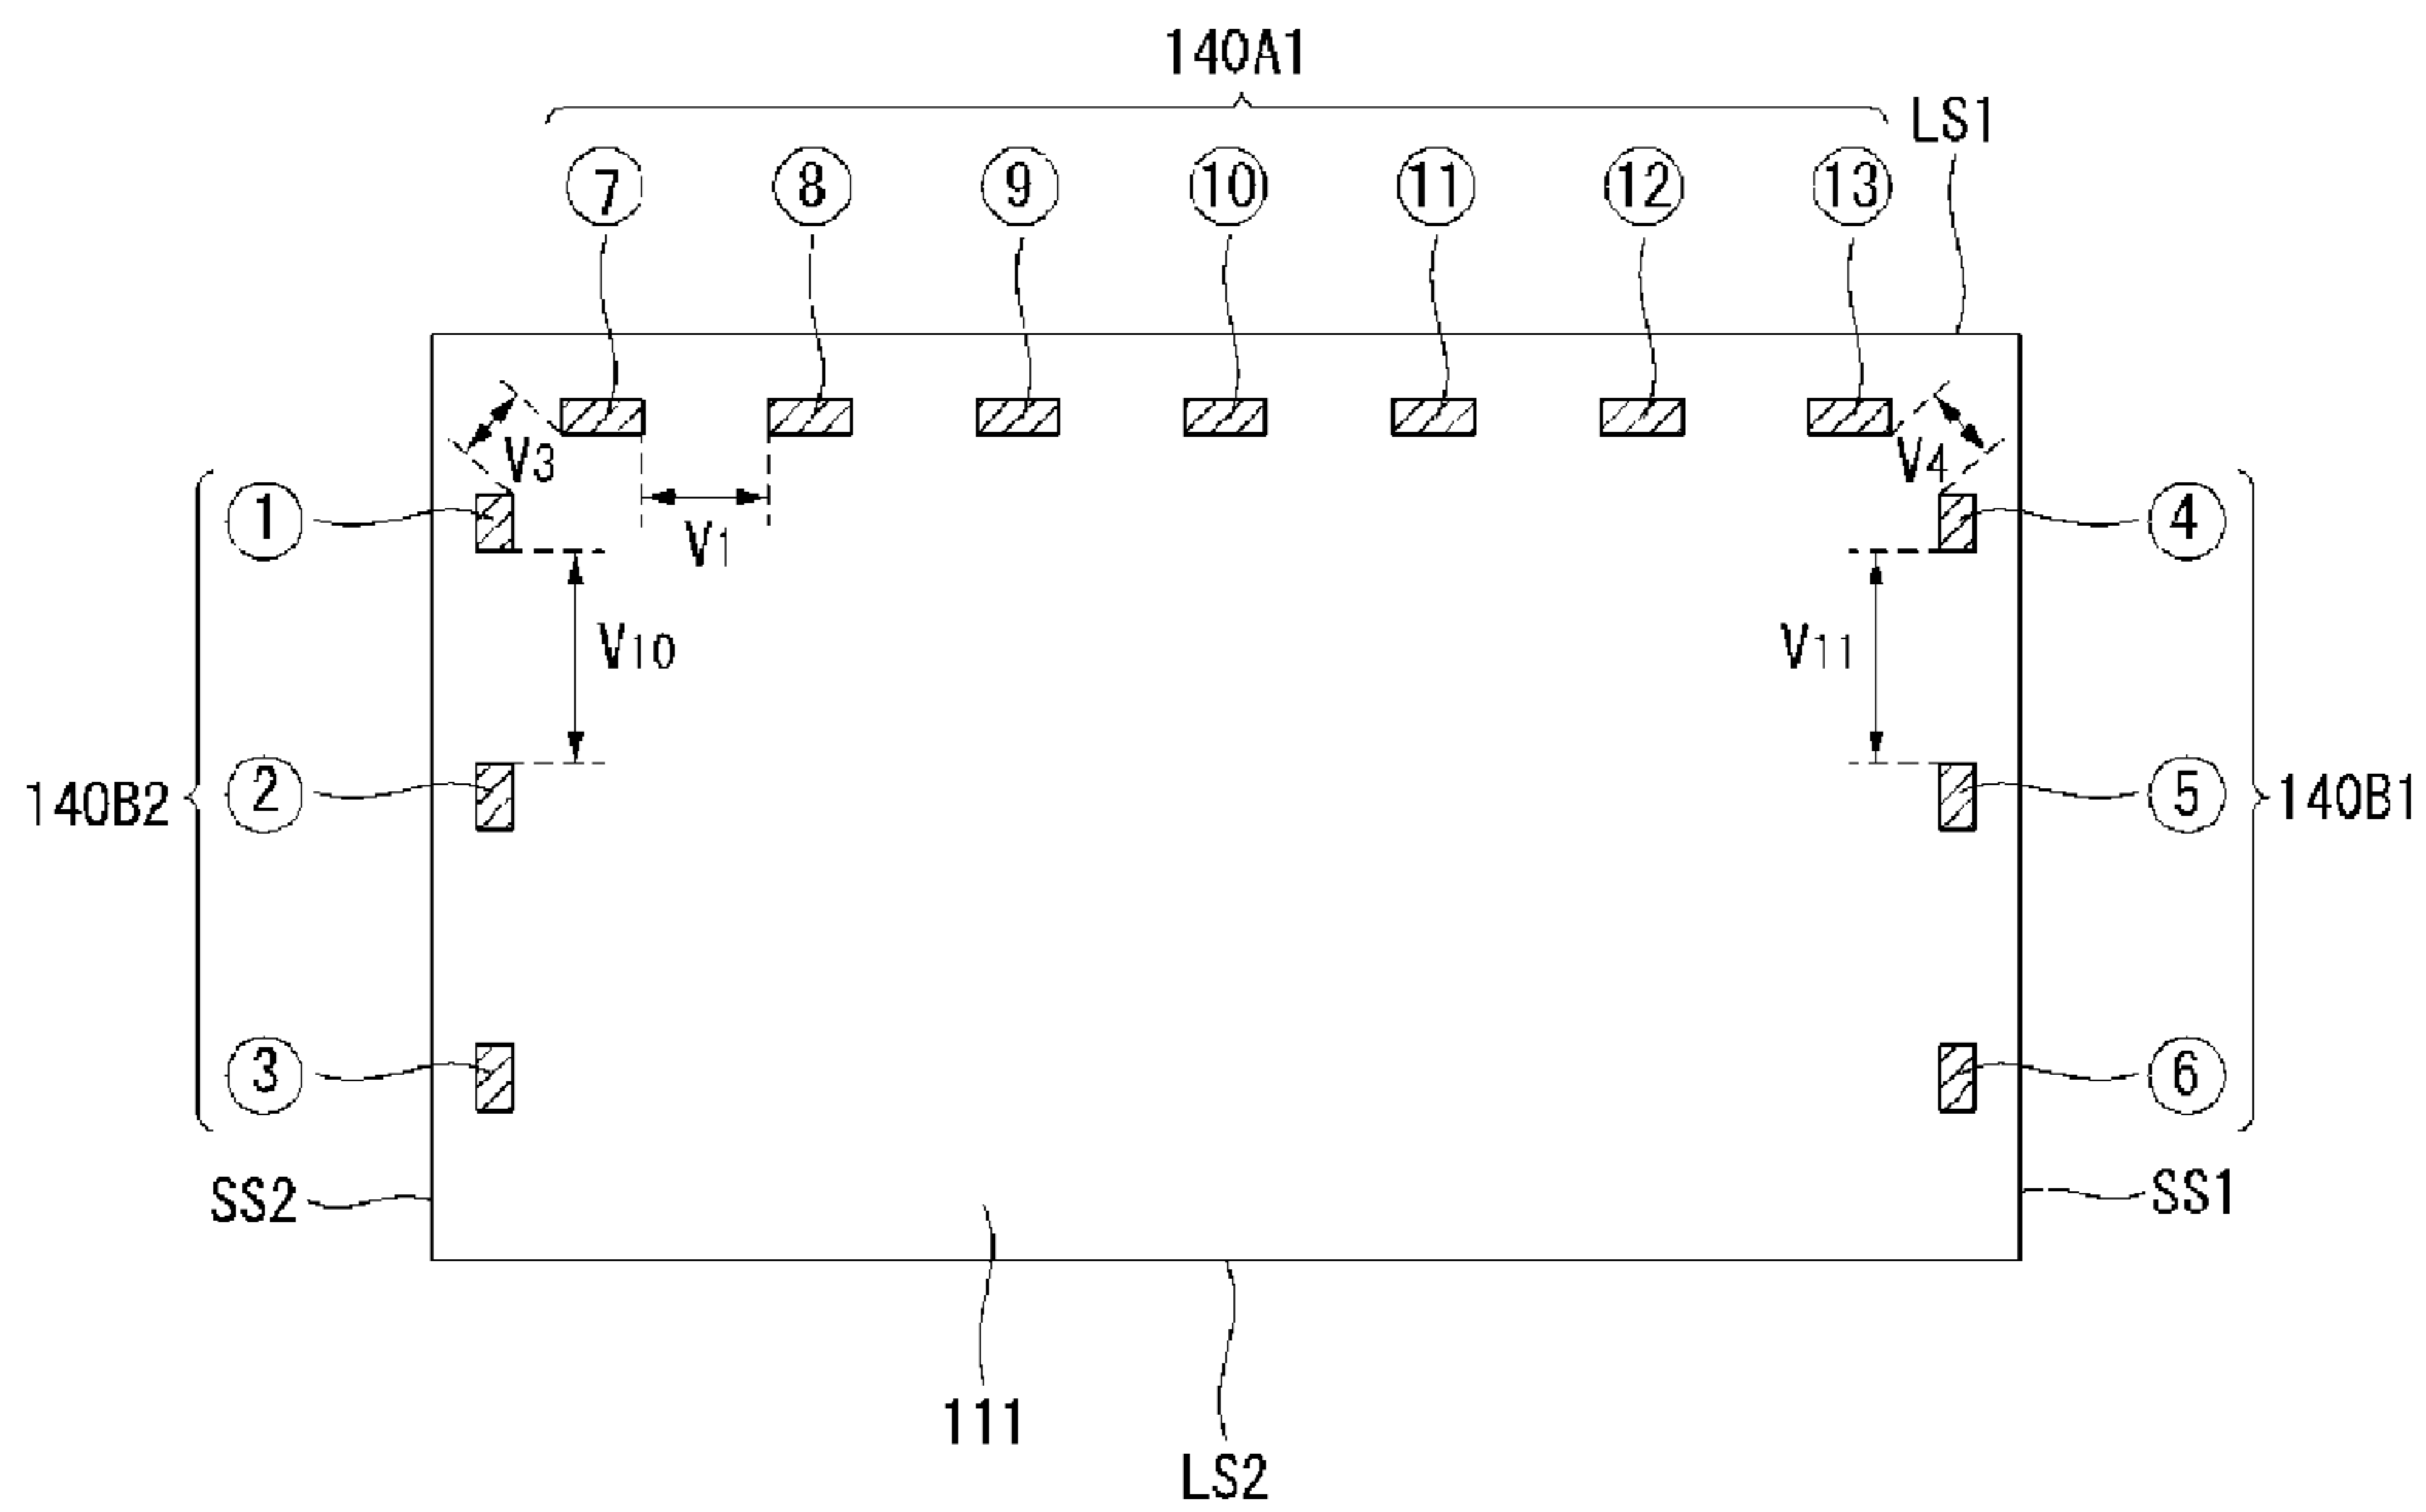 140A1
LS1
⑦ ⑧ ⑨ ⑩ ⑪ ⑫ ⑬
V3
V4
① V1 ④
V10 V11
140B2 ② ⑤ 140B1
③ ⑥
SS2 SS1
111
LS2